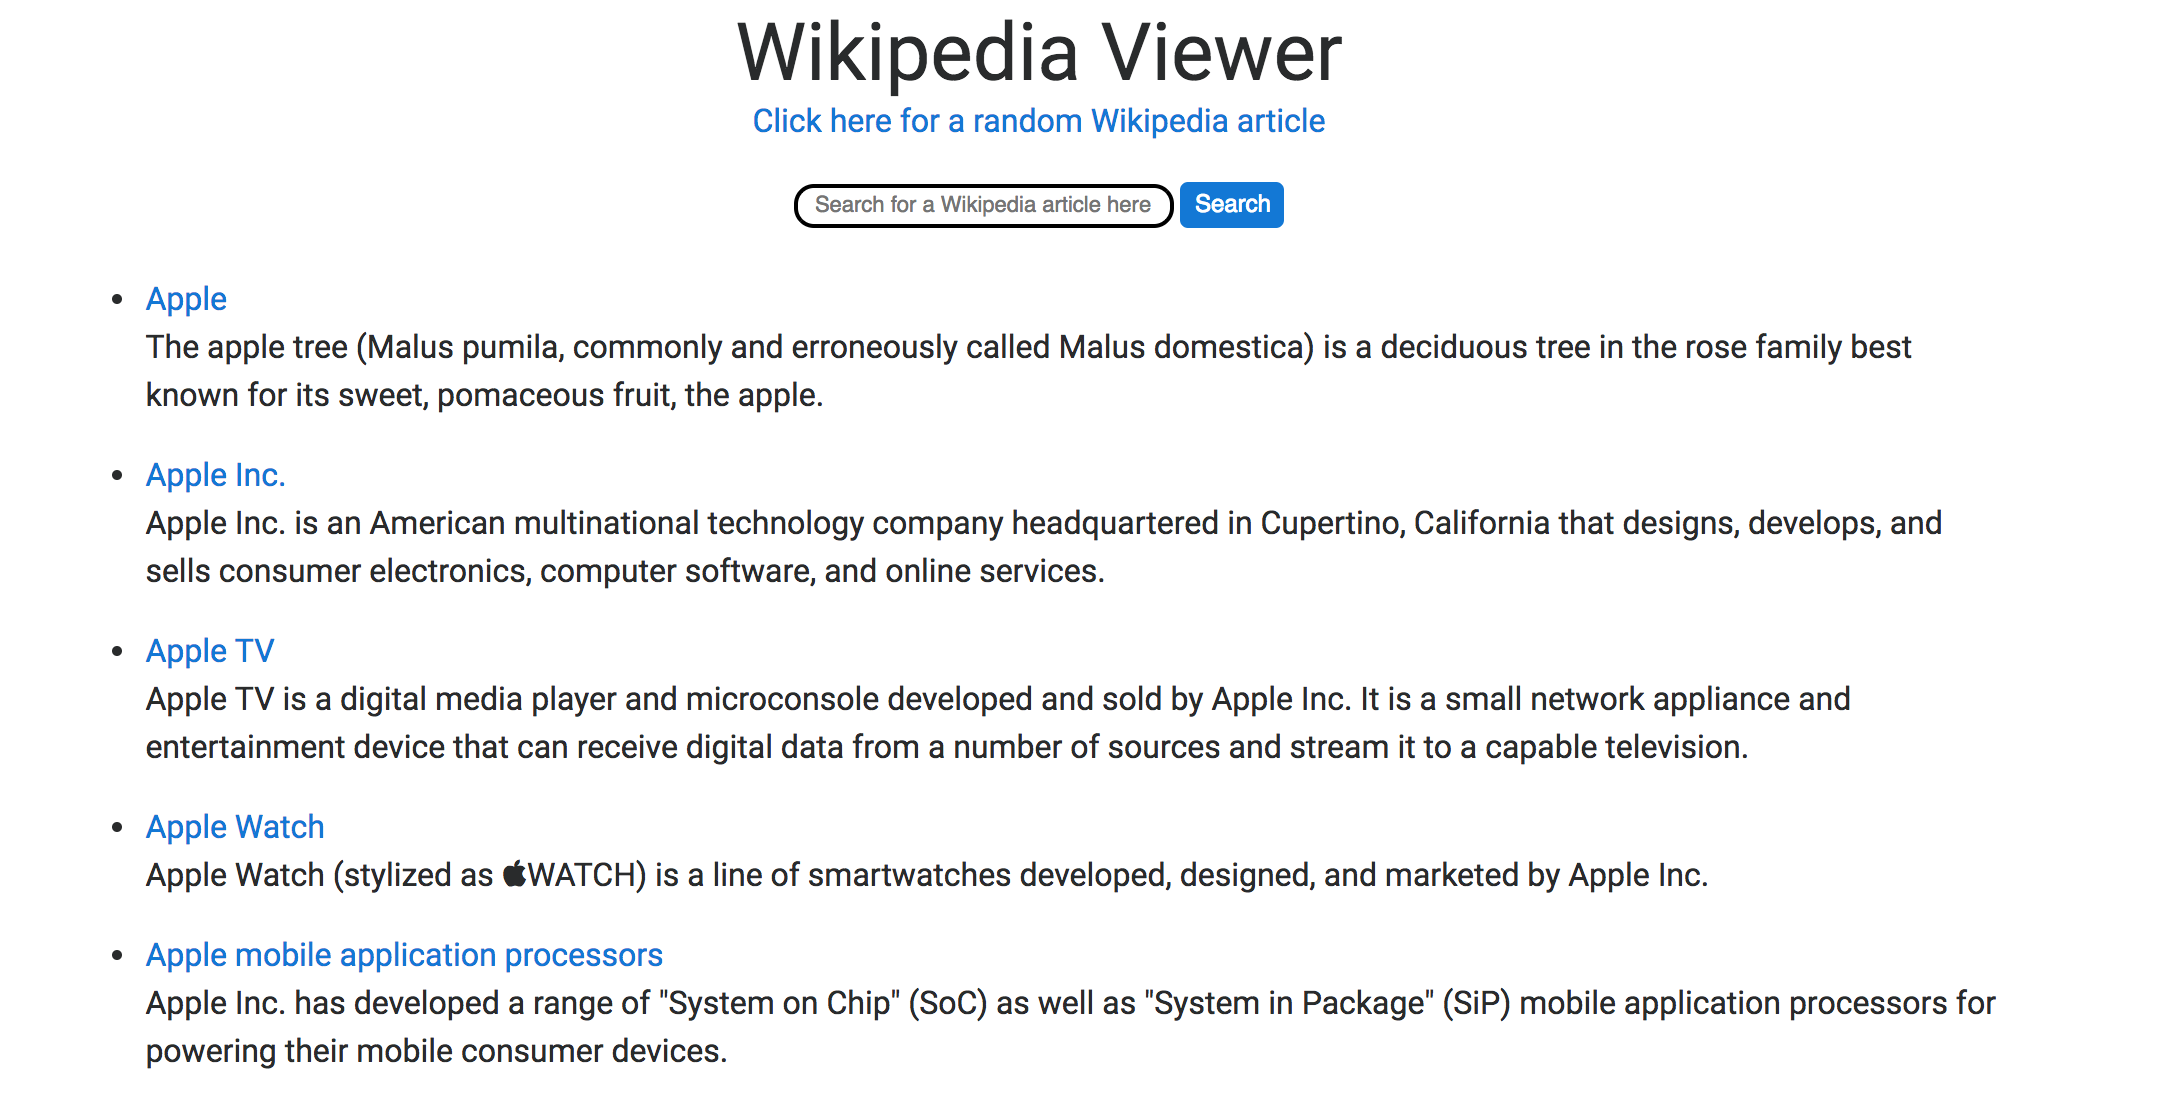 Wikipedia Viewer
Click here for a random Wikipedia article
Search for a Wikipedia article here Search
• Apple
The apple tree (Malus pumila, commonly and erroneously called Malus domestica) is a deciduous tree in the rose family best
known for its sweet, pomaceous fruit, the apple.
• Apple Inc.
Apple Inc. is an American multinational technology company headquartered in Cupertino, California that designs, develops, and
sells consumer electronics, computer software, and online services.
• Apple TV
Apple TV is a digital media player and microconsole developed and sold by Apple Inc. It is a small network appliance and
entertainment device that can receive digital data from a number of sources and stream it to a capable television.
• Apple Watch
Apple Watch (stylized as WATCH) is a line of smartwatches developed, designed, and marketed by Apple Inc.
• Apple mobile application processors
Apple Inc. has developed a range of "System on Chip" (SoC) as well as "System in Package" (SiP) mobile application processors for
powering their mobile consumer devices.